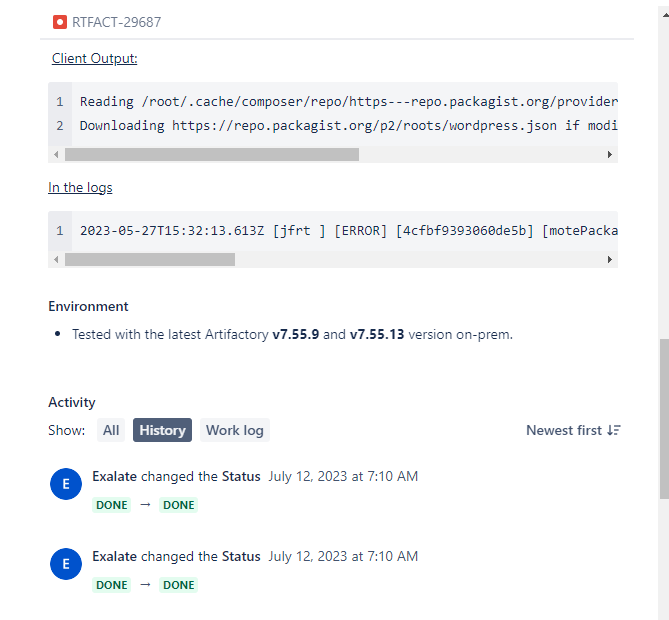 RTFACT-29687
Client Output:
1 Reading /root/.cache/composer/repo/https---repo.packagist.org/provider
2 Downloading https://repo.packagist.org/p2/roots/wordpress.json if modi
In the logs
1 2023-05-27T15:32:13.613Z [jfrt ] [ERROR] [4cfbf9393060de5b] [motePacka
Environment
• Tested with the latest Artifactory v7.55.9 and v7.55.13 version on-prem.
Activity
Show: All History Work log Newest first
E Exalate changed the Status July 12, 2023 at 7:10 AM
DONE → DONE
E Exalate changed the Status July 12, 2023 at 7:10 AM
DONE → DONE